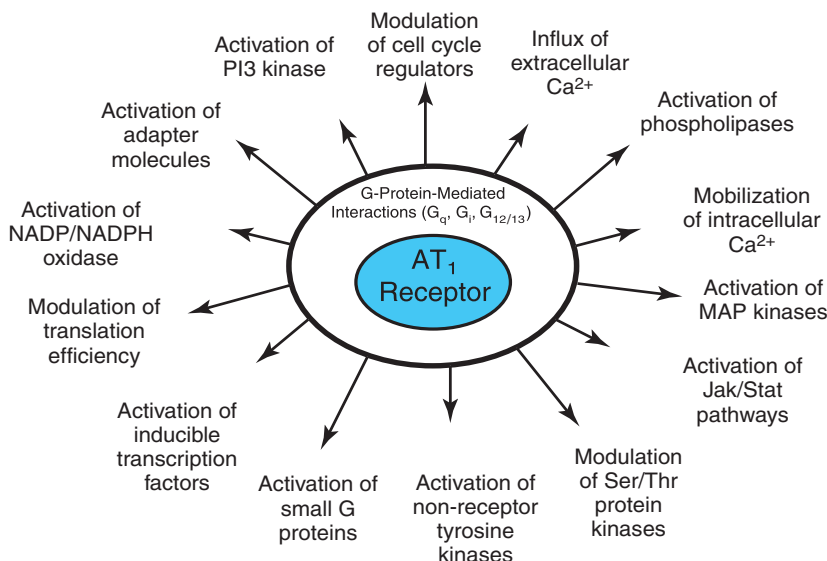 Modulation
of cell cycle
regulators
Influx of
extracellular
Ca²⁺
Activation of
phospholipases
Mobilization
of intracellular
Ca²⁺
Activation of
MAP kinases
Activation of
Jak/Stat
pathways
Modulation
of Ser/Thr
protein
kinases
Activation of
non-receptor
tyrosine
kinases
Activation of
small G
proteins
Activation of
inducible
transcription
factors
Modulation of
translation
efficiency
Activation of
NADP/NADPH
oxidase
Activation of
adapter
molecules
Activation of
PI3 kinase
G-Protein-Mediated
Interactions (Gq, Gi, G12/13)
AT₁
Receptor